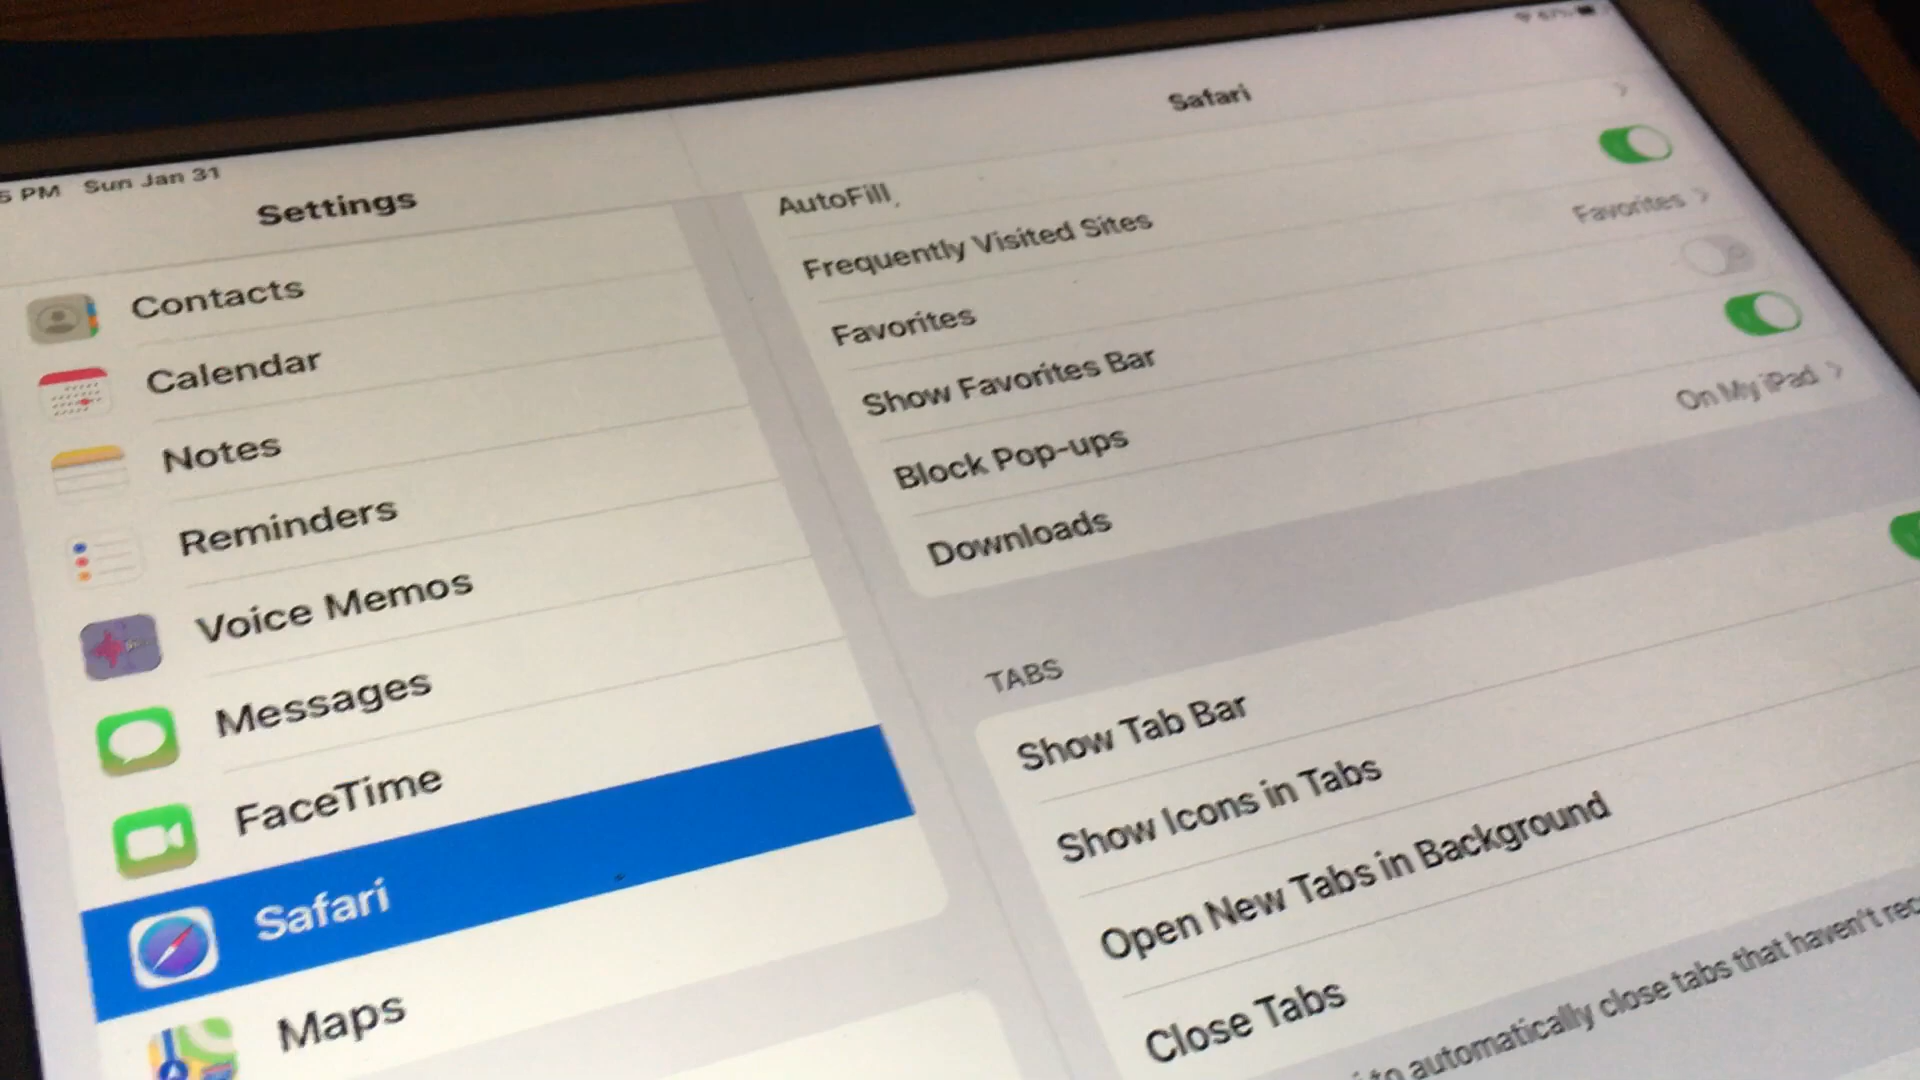 PM Sun Jan 31
Settings
Contacts
Calendar
Notes
Reminders
Voice Memos
Messages
FaceTime
Safari
Maps
Safari
AutoFill
Frequently Visited Sites
Favorites
Favorites
Show Favorites Bar
Block Pop-ups
Downloads
On My iPad
TABS
Show Tab Bar
Show Icons in Tabs
Open New Tabs in Background
Close Tabs
to automatically close tabs that haven't